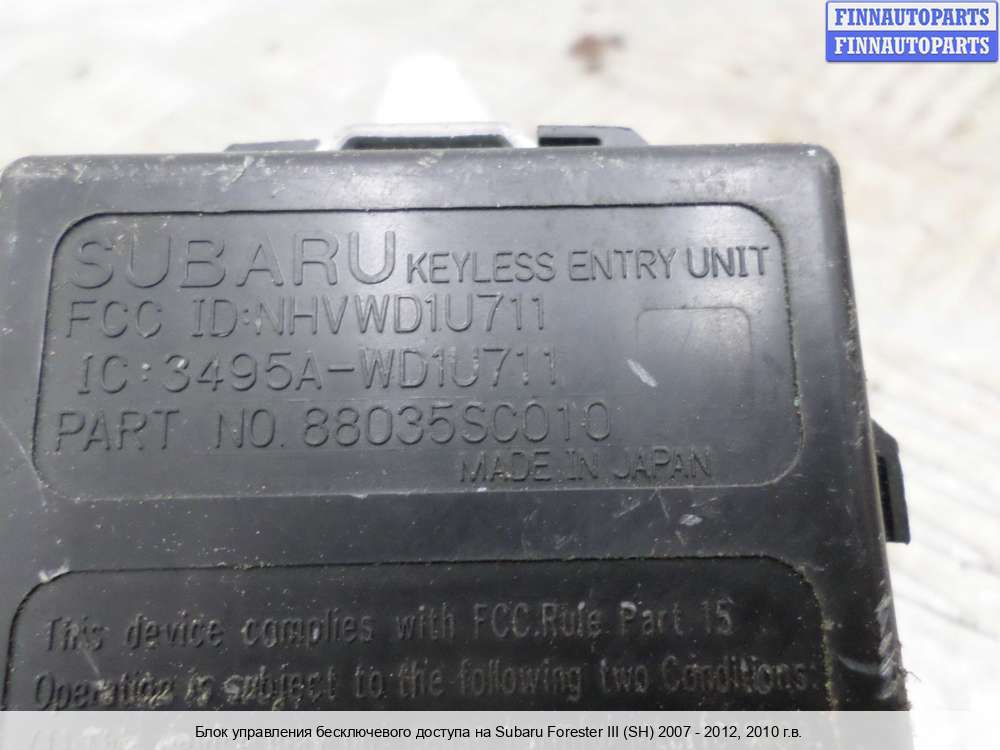 FINNAUTOPARTS
FINNAUTOPARTS
SUBARU KEYLESS ENTRY UNIT
FCC ID:NHVWD1U711
IC:3495A-WD1U711
PART NO.88035SC010
MADE IN JAPAN
This device complies with FCC.Rule Part 15
Operation is subject to the following two Conditions:
Блок управления бесключевого доступа на Subaru Forester III (SH) 2007 - 2012, 2010 г.в.